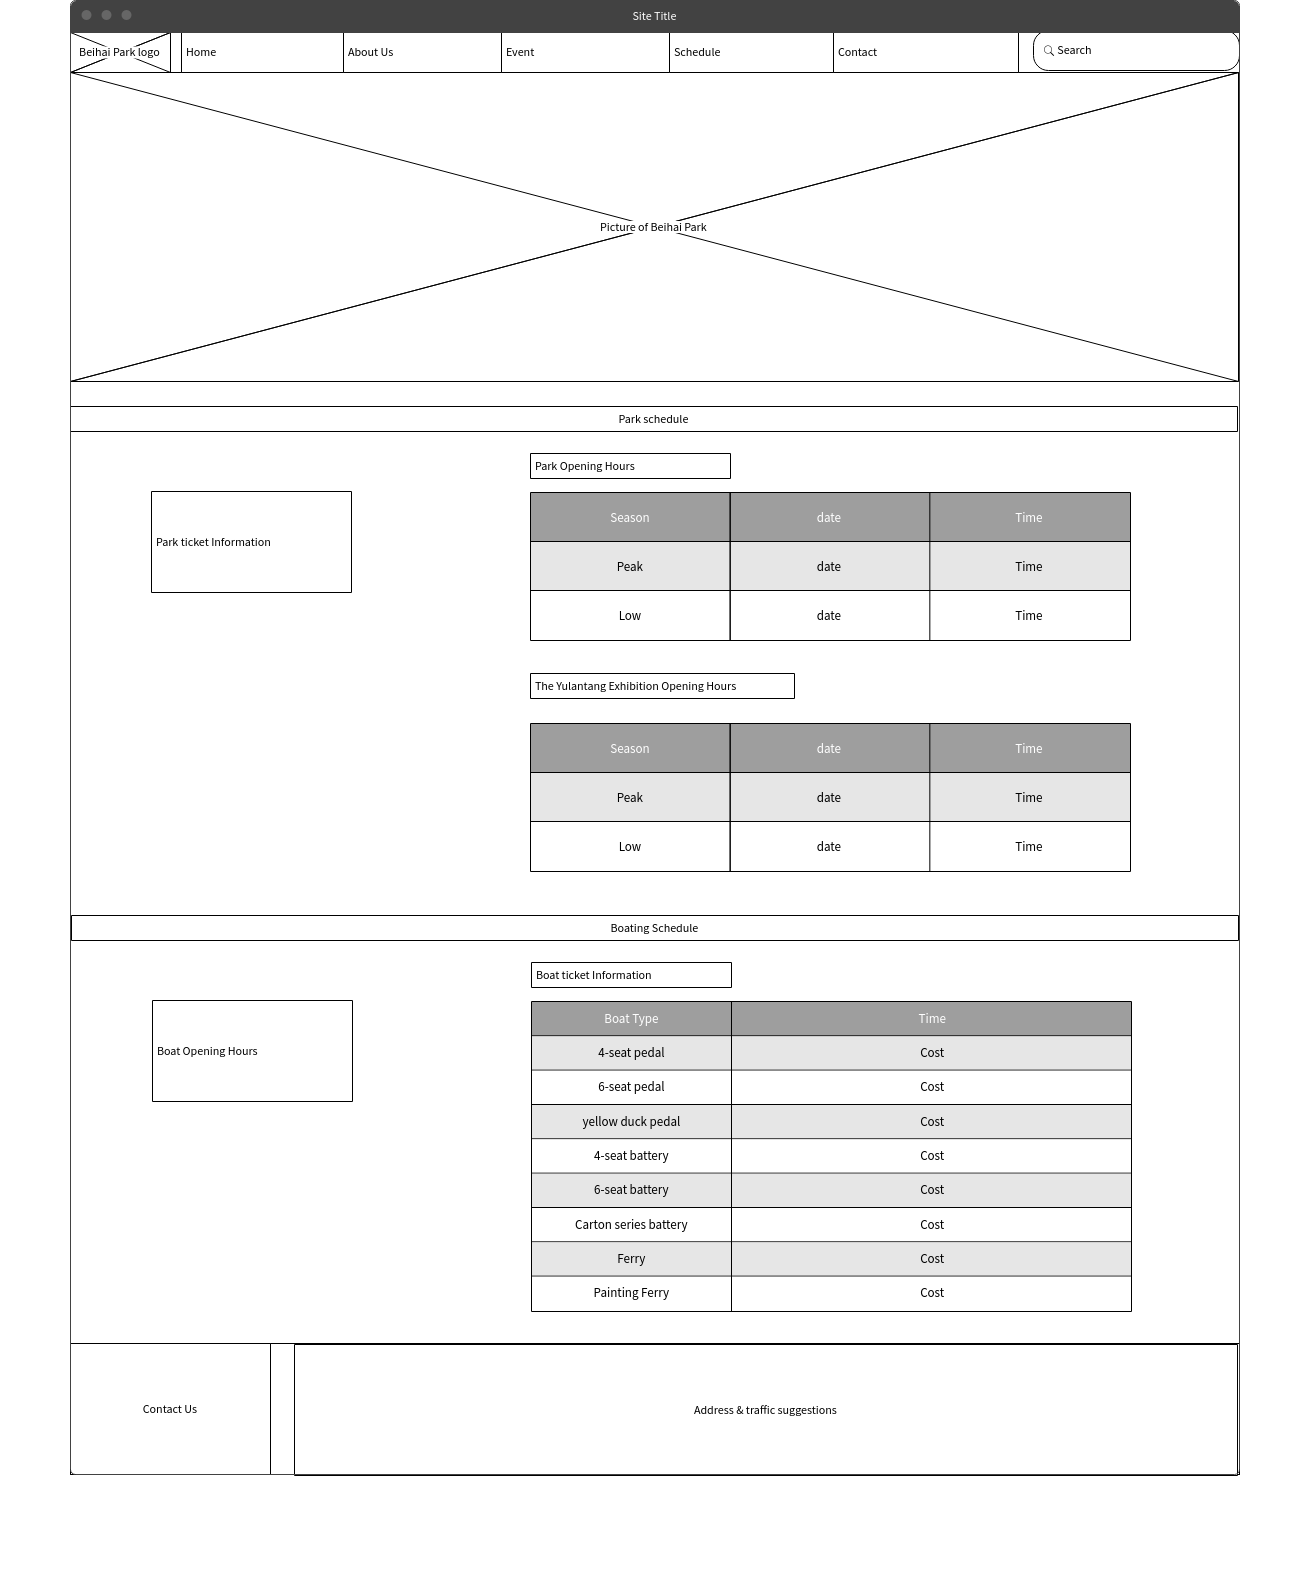 Site Title
Beihai Park logo
Home
About Us
Event
Schedule
Contact
Search
Picture of Beihai Park
Park schedule
Park Opening Hours
Park ticket Information
Season date Time
Peak date Time
Low date Time
The Yulantang Exhibition Opening Hours
Season date Time
Peak date Time
Low date Time
Boating Schedule
Boat ticket Information
Boat Opening Hours
Boat Type Time
4-seat pedal Cost
6-seat pedal Cost
yellow duck pedal Cost
4-seat battery Cost
6-seat battery Cost
Carton series battery Cost
Ferry Cost
Painting Ferry Cost
Contact Us
Address & traffic suggestions